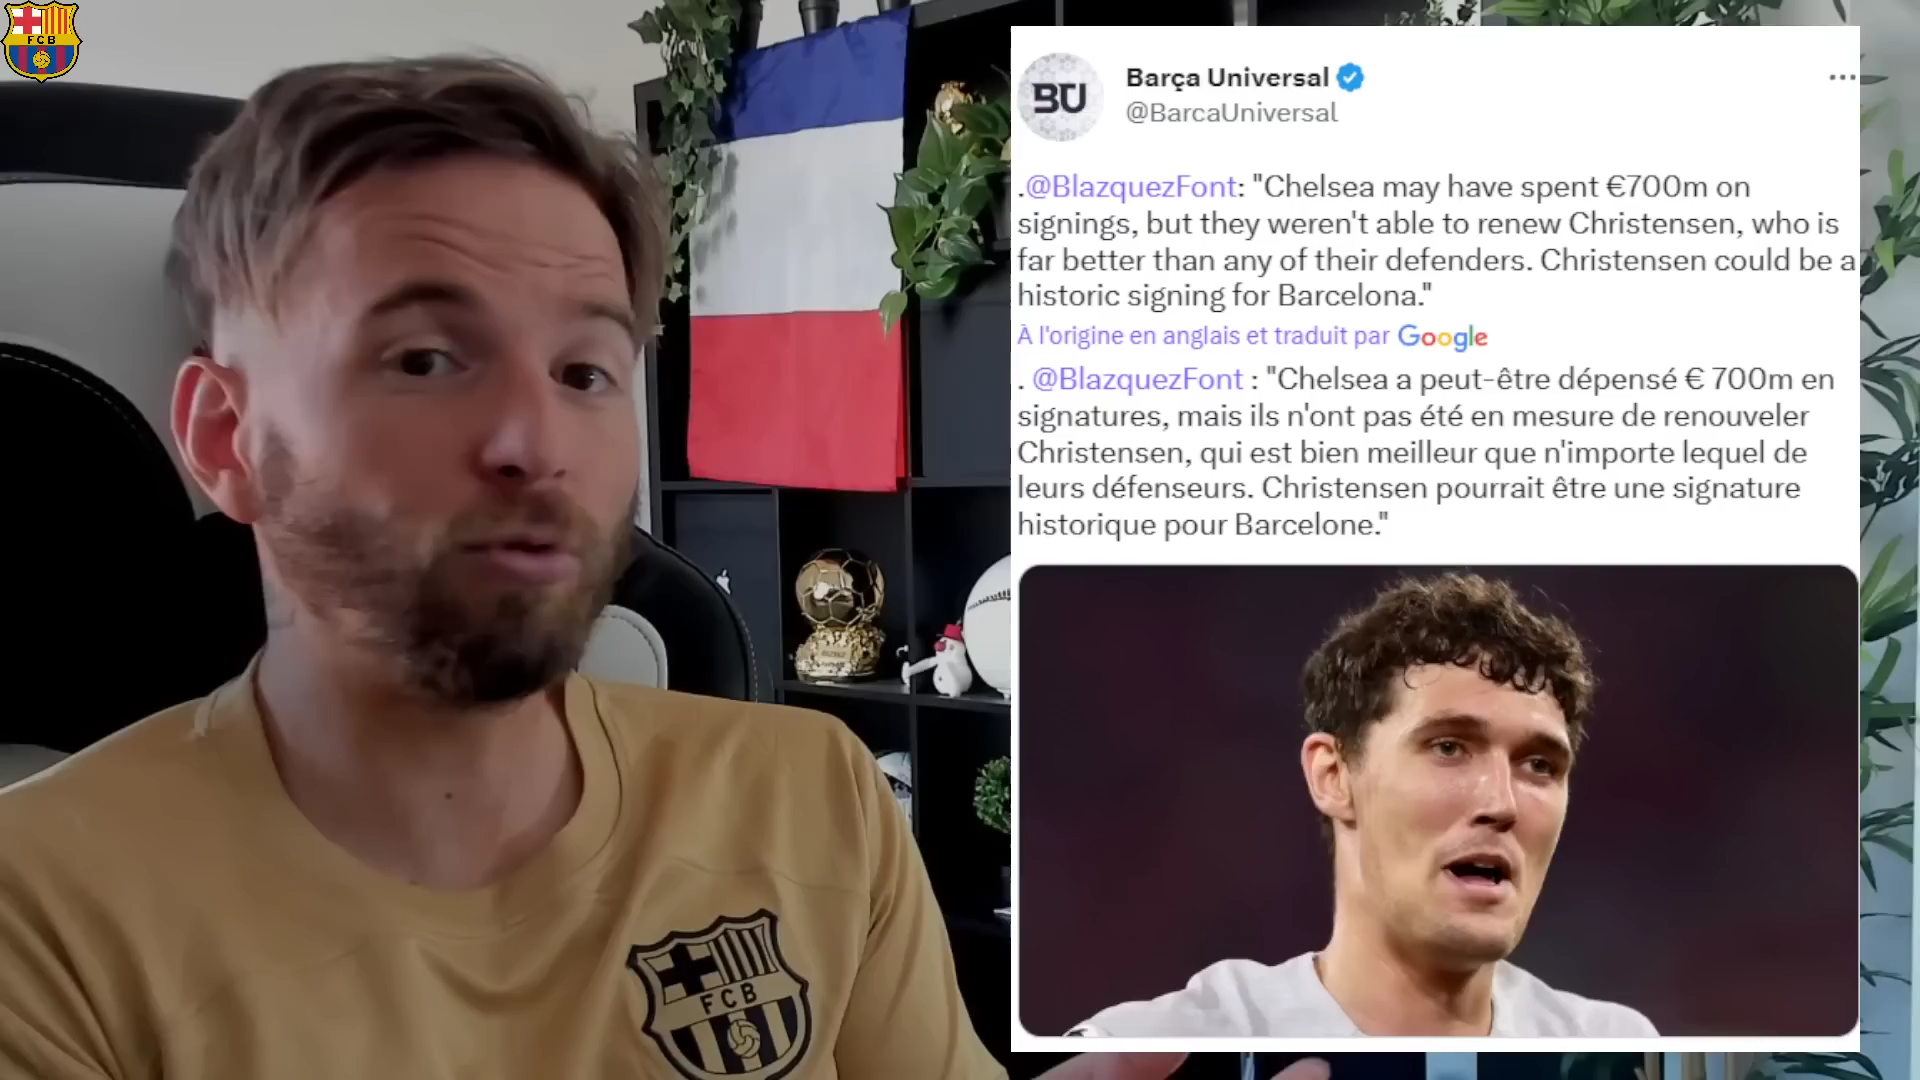 FCB
BU
Barça Universal
@BarcaUniversal
.@BlazquezFont: "Chelsea may have spent €700m on
signings, but they weren't able to renew Christensen, who is
far better than any of their defenders. Christensen could be a
historic signing for Barcelona."
À l'origine en anglais et traduit par Google
. @BlazquezFont : "Chelsea a peut-être dépensé € 700m en
signatures, mais ils n'ont pas été en mesure de renouveler
Christensen, qui est bien meilleur que n'importe lequel de
leurs défenseurs. Christensen pourrait être une signature
historique pour Barcelone."
FCB